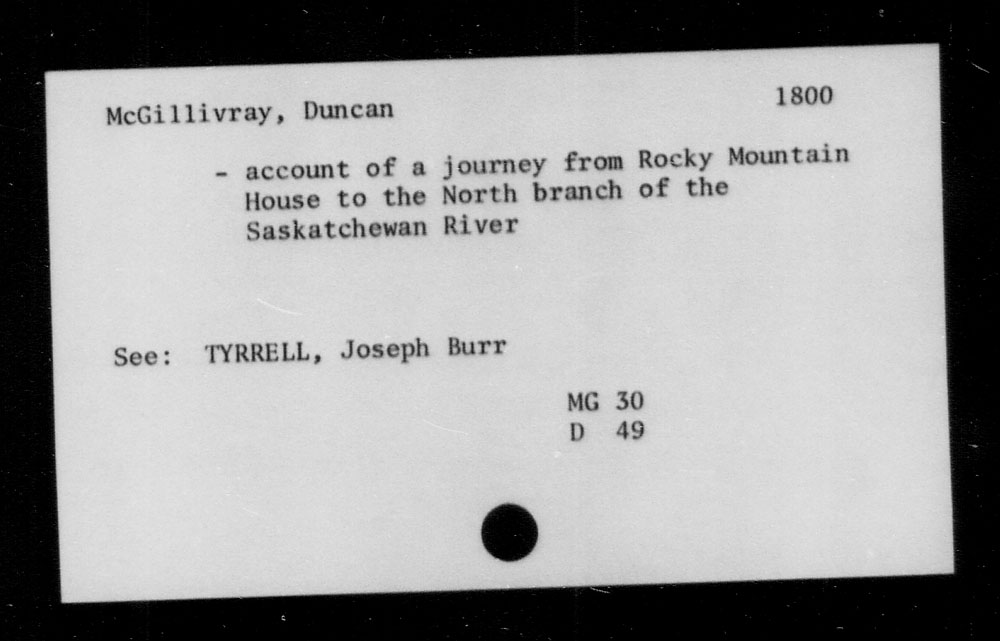 McGillivray, Duncan 1800
- account of a journey from Rocky Mountain
House to the North branch of the
Saskatchewan River
See: TYRRELL, Joseph Burr
MG 30
D 49